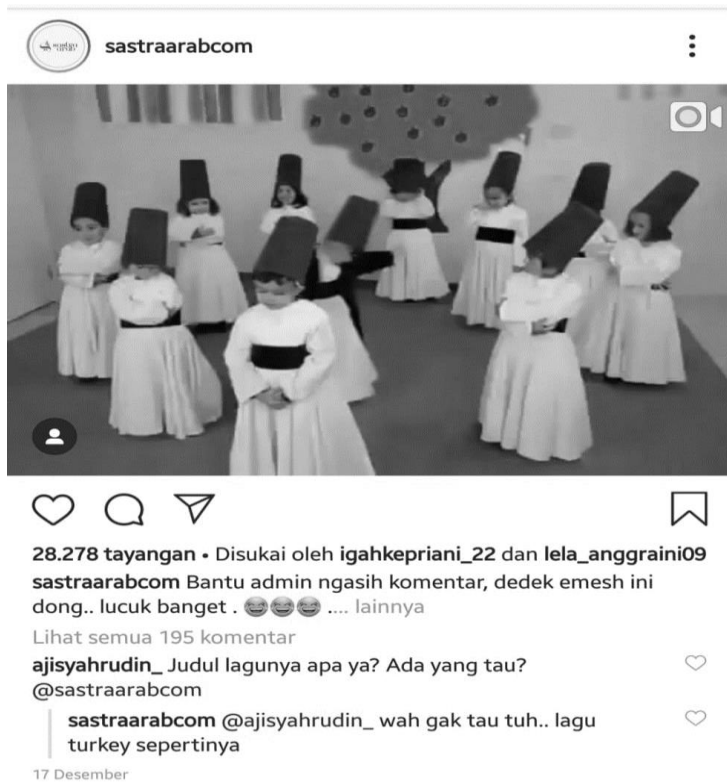 sastraarabcom
28.278 tayangan • Disukai oleh igahkepriani_22 dan lela_anggraini09
sastraarabcom Bantu admin ngasih komentar, dedek emesh ini
dong.. lucuk banget . 😂😂😂 .... lainnya
Lihat semua 195 komentar
ajisyahrudin_ Judul lagunya apa ya? Ada yang tau?
@sastraarabcom
sastraarabcom @ajisyahrudin_ wah gak tau tuh.. lagu
turkey sepertinya
17 Desember